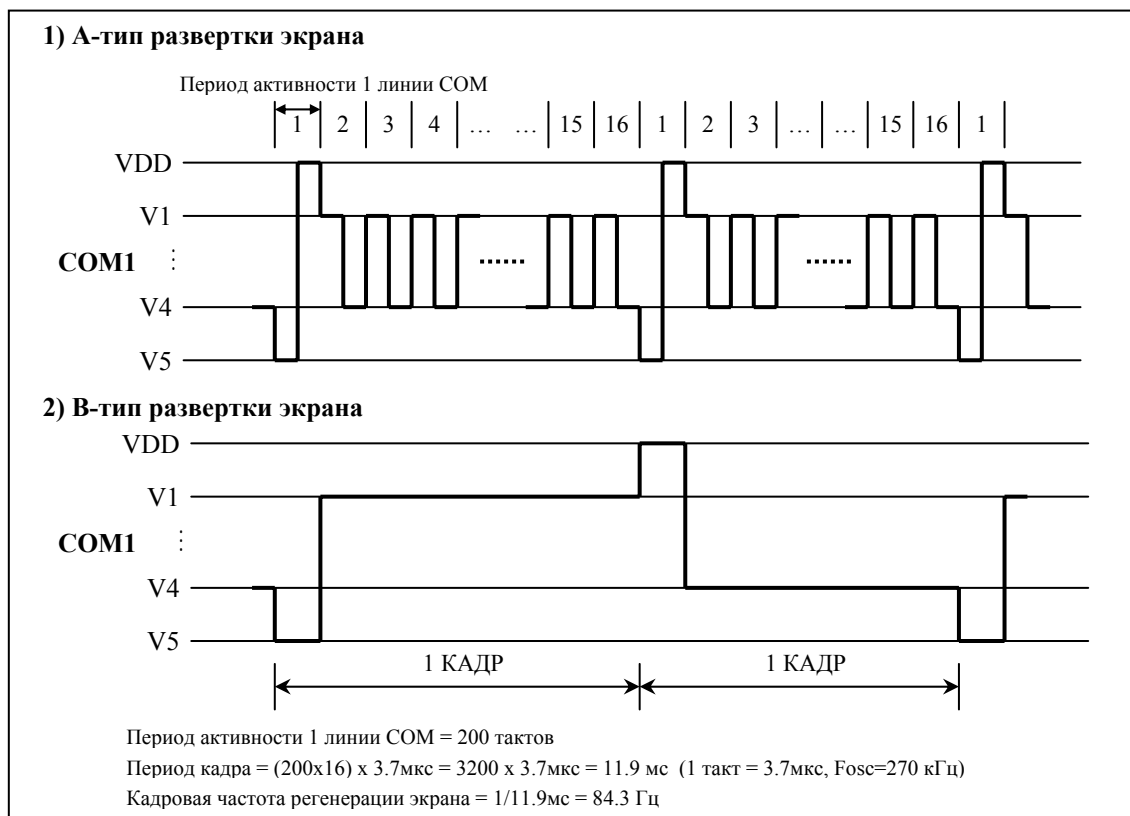 1) А-тип развертки экрана
Период активности 1 линии COM
1 2 3 4 … … 15 16 1 2 3 … … 15 16 1
VDD
V1
COM1
V4
V5
2) B-тип развертки экрана
VDD
V1
COM1
V4
V5
1 КАДР 1 КАДР
Период активности 1 линии COM = 200 тактов
Период кадра = (200x16) x 3.7мкс = 3200 x 3.7мкс = 11.9 мс (1 такт = 3.7мкс, Fosc=270 кГц)
Кадровая частота регенерации экрана = 1/11.9мс = 84.3 Гц